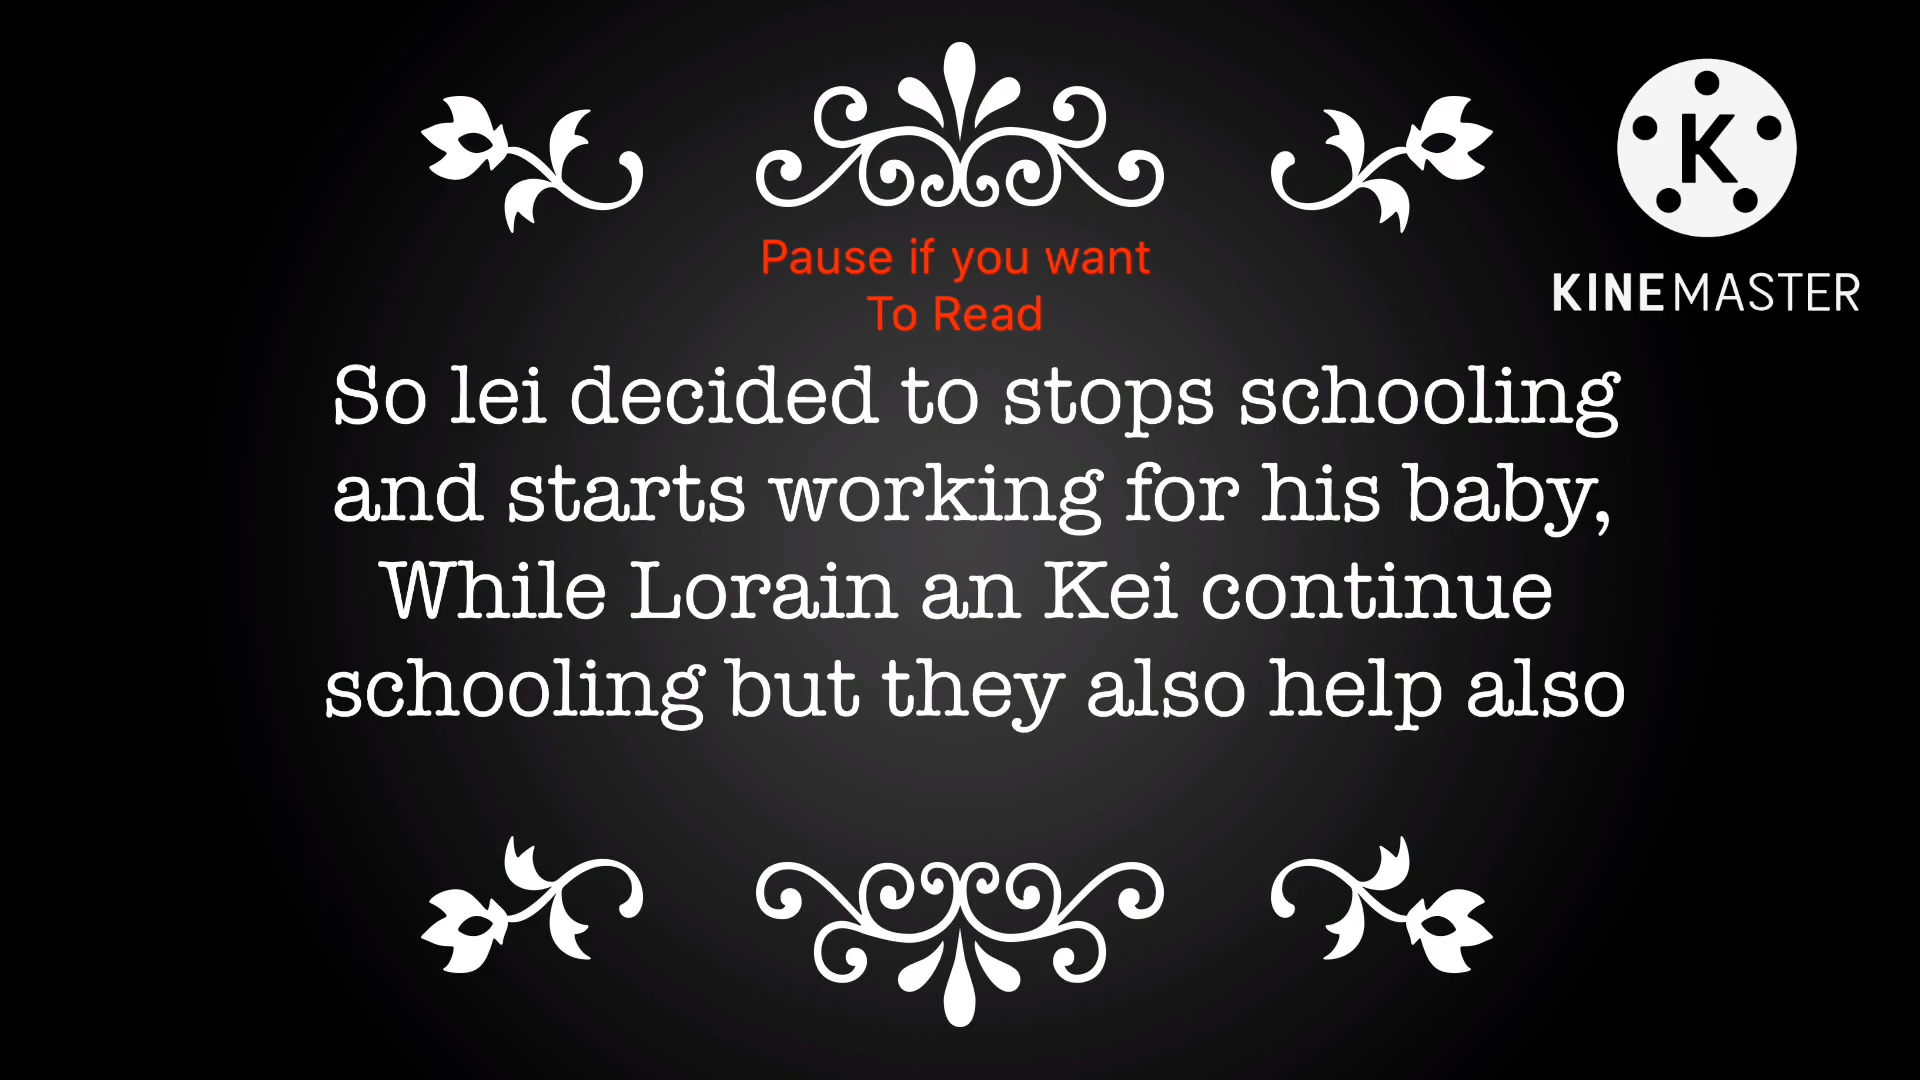 K
KINEMASTER
Pause if you want
To Read
So lei decided to stops schooling
and starts working for his baby,
While Lorain an Kei continue
schooling but they also help also